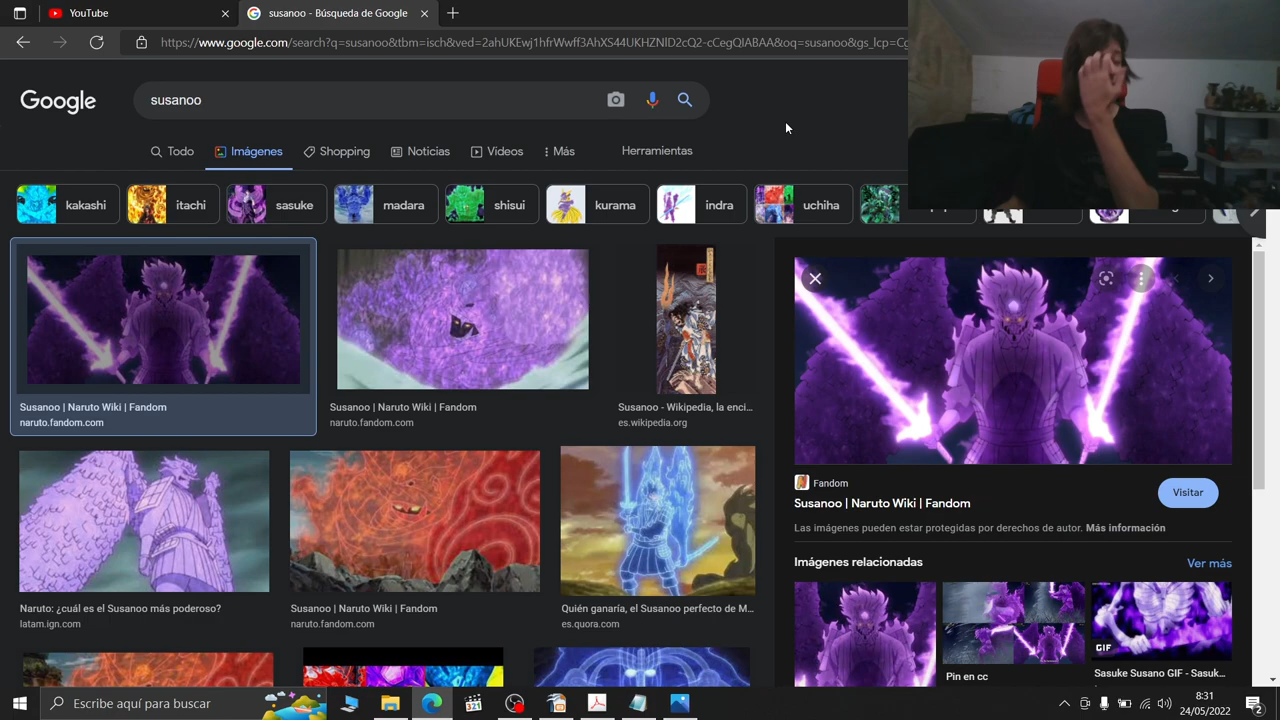 YouTube
susanoo - Búsqueda de Google
https://www.google.com/search?q=susanoo&tbm=isch&ved=2ahUKEwj1hfrWwff3AhXS44UKHZNlD2cQ2-cCegQIABAA&oq=susanoo&gs_lcp=Cg
Google
susanoo
Todo
Imágenes
Shopping
Noticias
Vídeos
Más
Herramientas
kakashi
itachi
sasuke
madara
shisui
kurama
indra
uchiha
Susanoo | Naruto Wiki | Fandom
naruto.fandom.com
Susanoo | Naruto Wiki | Fandom
naruto.fandom.com
Susanoo - Wikipedia, la enci...
es.wikipedia.org
Naruto: ¿cuál es el Susanoo más poderoso?
latam.ign.com
Susanoo | Naruto Wiki | Fandom
naruto.fandom.com
Quién ganaría, el Susanoo perfecto de M...
es.quora.com
Fandom
Susanoo | Naruto Wiki | Fandom
Visitar
Las imágenes pueden estar protegidas por derechos de autor. Más información
Imágenes relacionadas
Ver más
GIF
Pin en cc
Sasuke Susano GIF - Sasuk...
Escribe aquí para buscar
321
8:31
24/05/2022
2